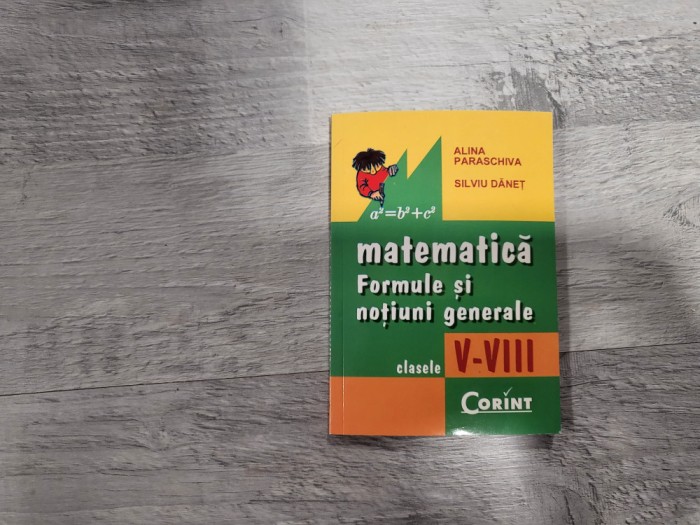 ALINA
PARASCHIVA
SILVIU DĂNEȚ
a²=b²+c²
matematică
Formule și
noțiuni generale
clasele V-VIII
CORINT